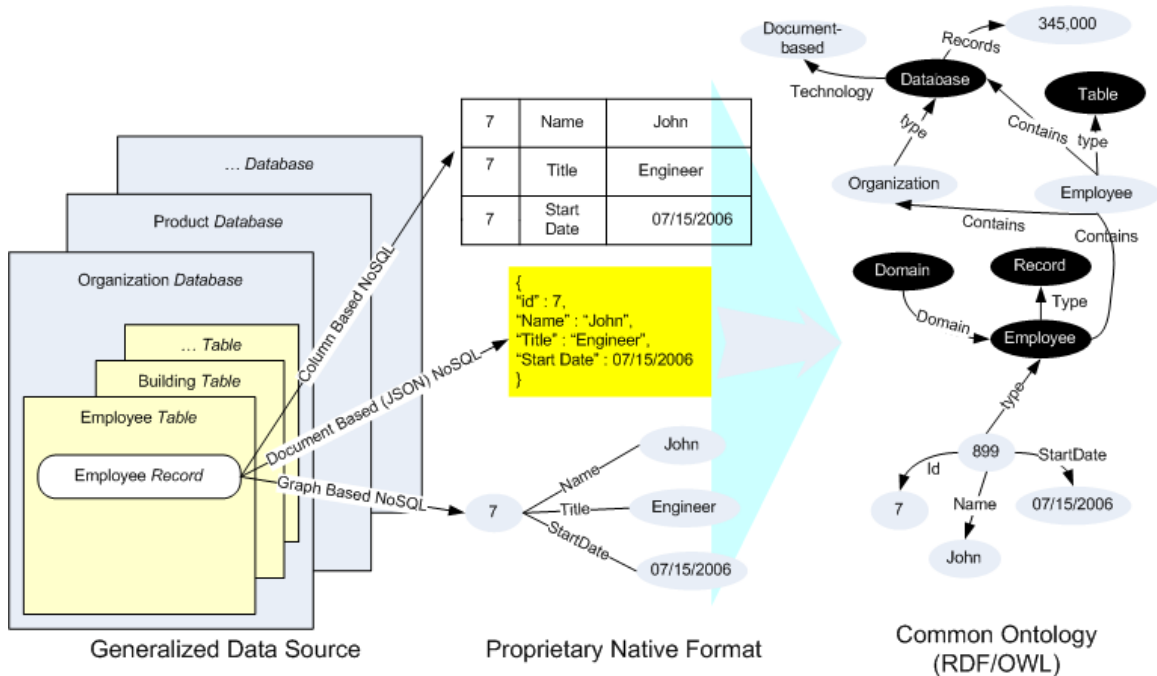 … Database
Product Database
Organization Database
… Table
Building Table
Employee Table
Employee Record
Column Based NoSQL
Document Based (JSON) NoSQL
Graph Based NoSQL
7 Name John
7 Title Engineer
7 Start
Date 07/15/2006
{
“id” : 7,
“Name” : “John”,
“Title” : “Engineer”,
“Start Date” : 07/15/2006
}
7
Name
John
Title
Engineer
StartDate
07/15/2006
Document-
based
Records
345,000
Technology
Database
Table
type
Contains
type
Organization
Employee
Contains
Contains
Domain
Record
Type
Domain
Employee
type
899
Id
StartDate
7
Name
07/15/2006
John
Generalized Data Source
Proprietary Native Format
Common Ontology
(RDF/OWL)